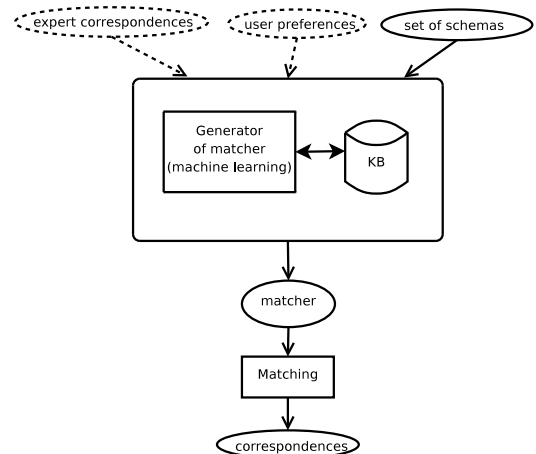 expert correspondences
user preferences
set of schemas
Generator
of matcher
(machine learning)
KB
matcher
Matching
correspondences